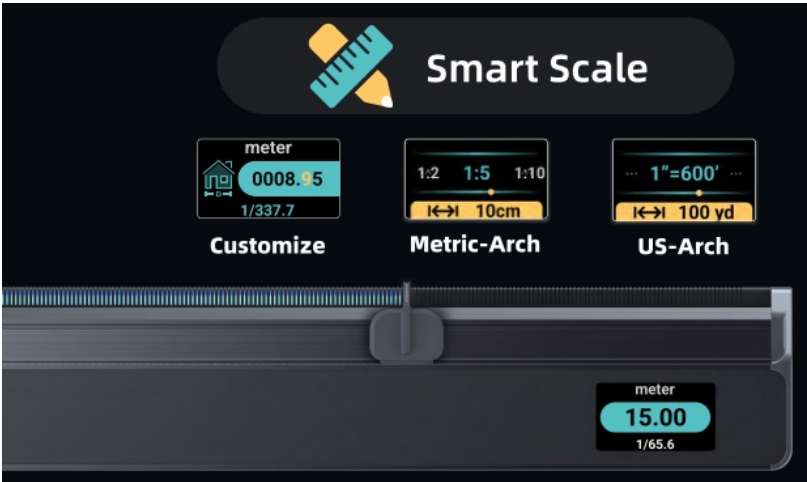 Smart Scale
meter
0008.95
1/337.7
Customize
1:2 1:5 1:10
10cm
Metric-Arch
··· 1”=600’ ···
100 yd
US-Arch
meter
15.00
1/65.6